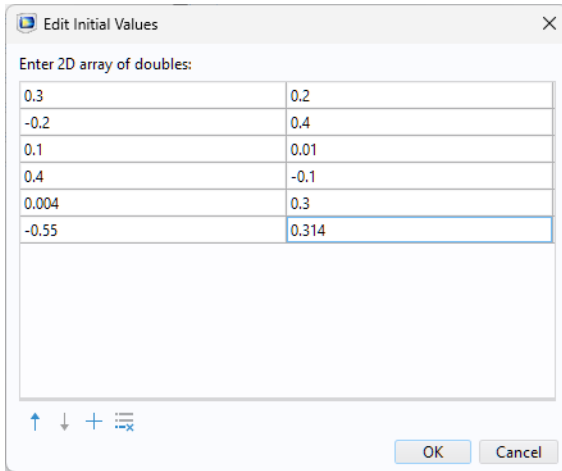 Edit Initial Values
Enter 2D array of doubles:
0.3 0.2
-0.2 0.4
0.1 0.01
0.4 -0.1
0.004 0.3
-0.55 0.314
OK Cancel